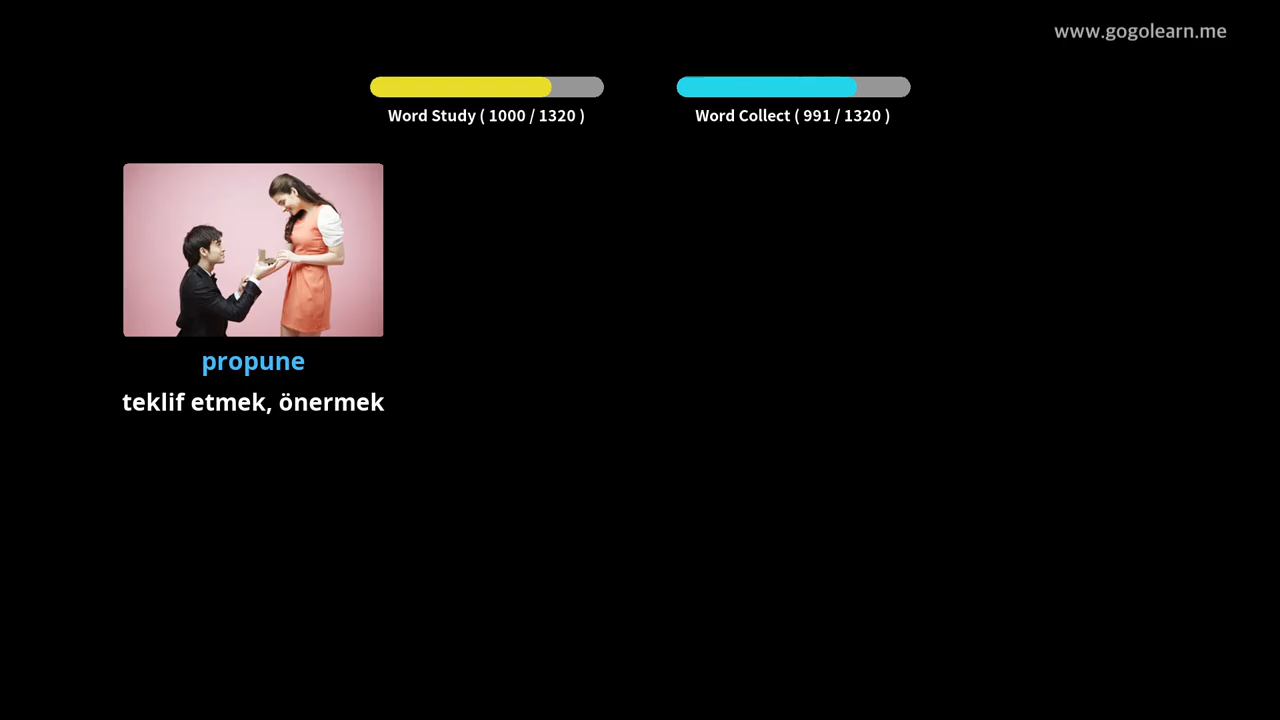 www.gogolearn.me
Word Study ( 1000 / 1320 )
Word Collect ( 991 / 1320 )
propune
teklif etmek, önermek